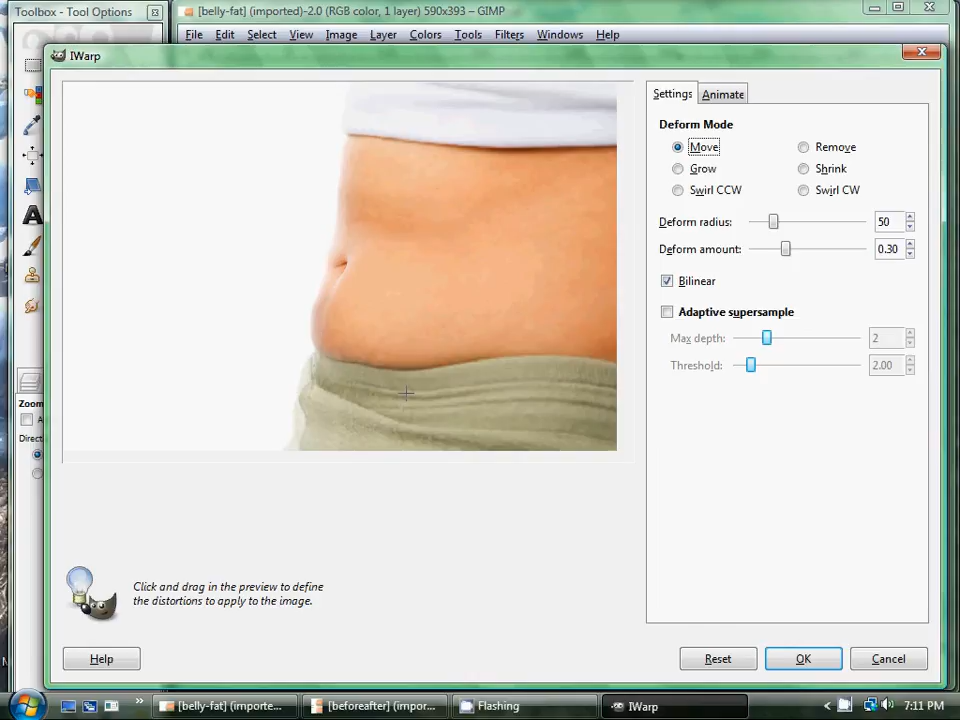 Toolbox - Tool Options
[belly-fat] (imported)-2.0 (RGB color, 1 layer) 590x393 – GIMP
File Edit Select View Image Layer Colors Tools Filters Windows Help
IWarp
Settings Animate
Deform Mode
Move Remove
Grow Shrink
Swirl CCW Swirl CW
Deform radius: 50
Deform amount: 0.30
Bilinear
Adaptive supersample
Max depth: 2
Threshold: 2.00
A
Zoom
Direct
Click and drag in the preview to define
the distortions to apply to the image.
Help Reset OK Cancel
» [belly-fat] (importe... [beforeafter] (impor... Flashing IWarp < 7:11 PM